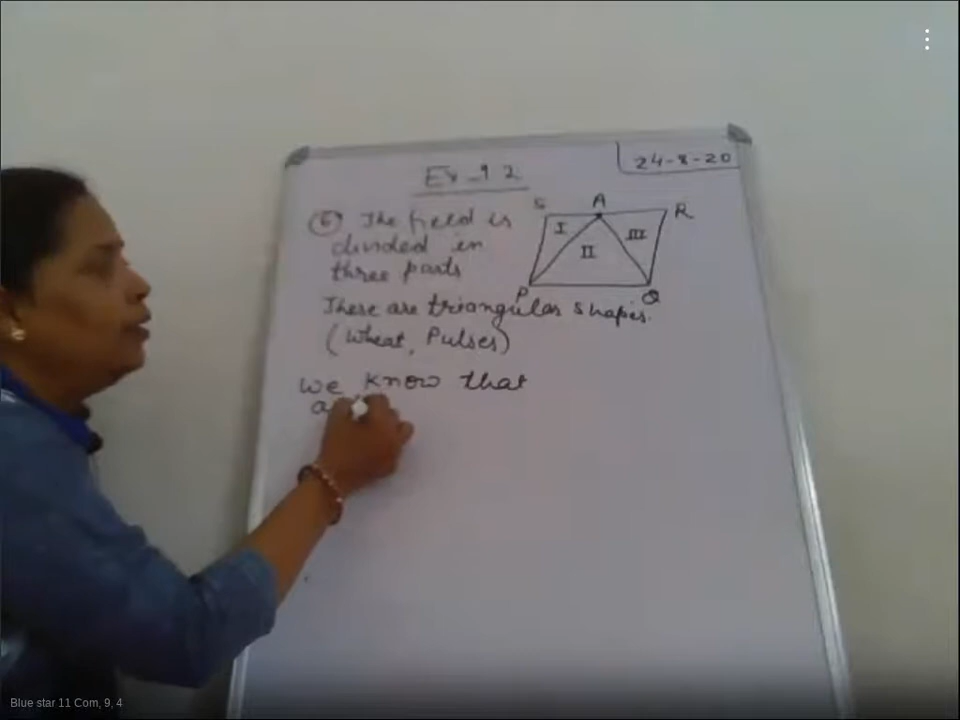 Ex-9.2
24-8-20
6 The field is
divided in
three parts
S A R
I II III
P Q
These are triangular shapes.
(Wheat, Pulses)
We know that
a
Blue star 11 Com, 9, 4